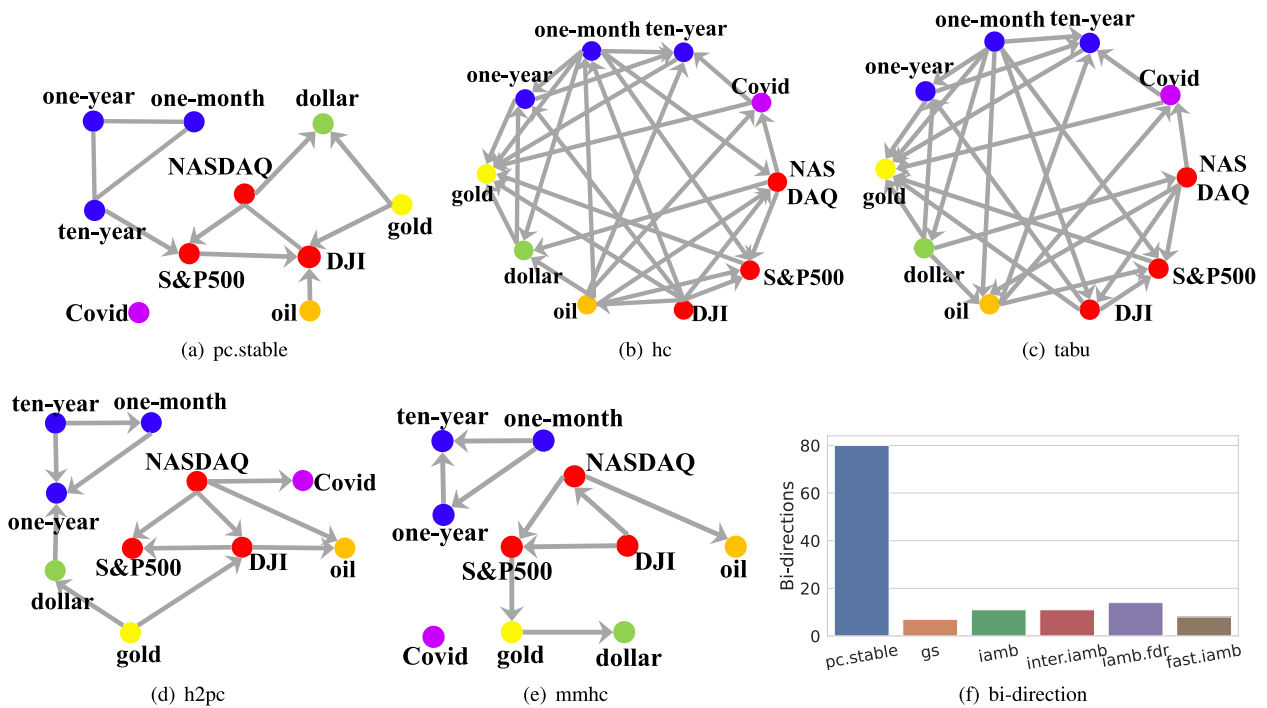 one-year
one-month
dollar
NASDAQ
ten-year
gold
S&P500
DJI
Covid
oil
(a) pc.stable
one-month
ten-year
one-year
Covid
gold
NAS
DAQ
dollar
S&P500
oil
DJI
(b) hc
one-month
ten-year
one-year
Covid
gold
NAS
DAQ
dollar
S&P500
oil
DJI
(c) tabu
ten-year
one-month
NASDAQ
Covid
one-year
S&P500
DJI
oil
dollar
gold
(d) h2pc
ten-year
one-month
NASDAQ
one-year
S&P500
DJI
oil
Covid
gold
dollar
(e) mmhc
Bi-directions
80
60
40
20
0
pc.stable
gs
iamb
inter.iamb
Iamb.fdr
fast.iamb
(f) bi-direction